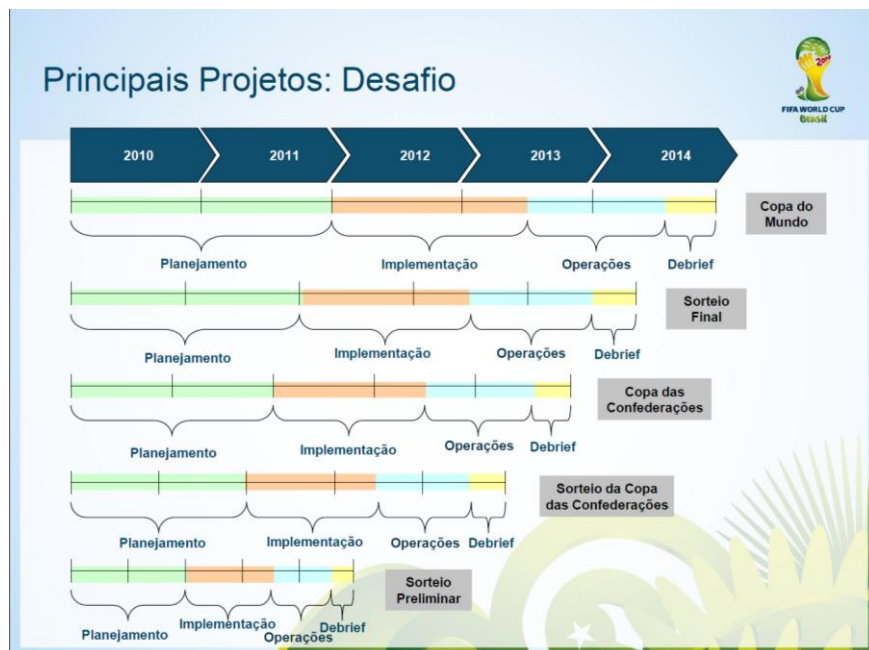 Principais Projetos: Desafio
2014
FIFA WORLD CUP
Brasil
2010 2011 2012 2013 2014
Copa do
Mundo
Planejamento Implementação Operações Debrief
Sorteio
Final
Planejamento Implementação Operações Debrief
Copa das
Confederações
Planejamento Implementação Operações Debrief
Sorteio da Copa
das Confederações
Planejamento Implementação Operações Debrief
Sorteio
Preliminar
Planejamento Implementação Operações Debrief